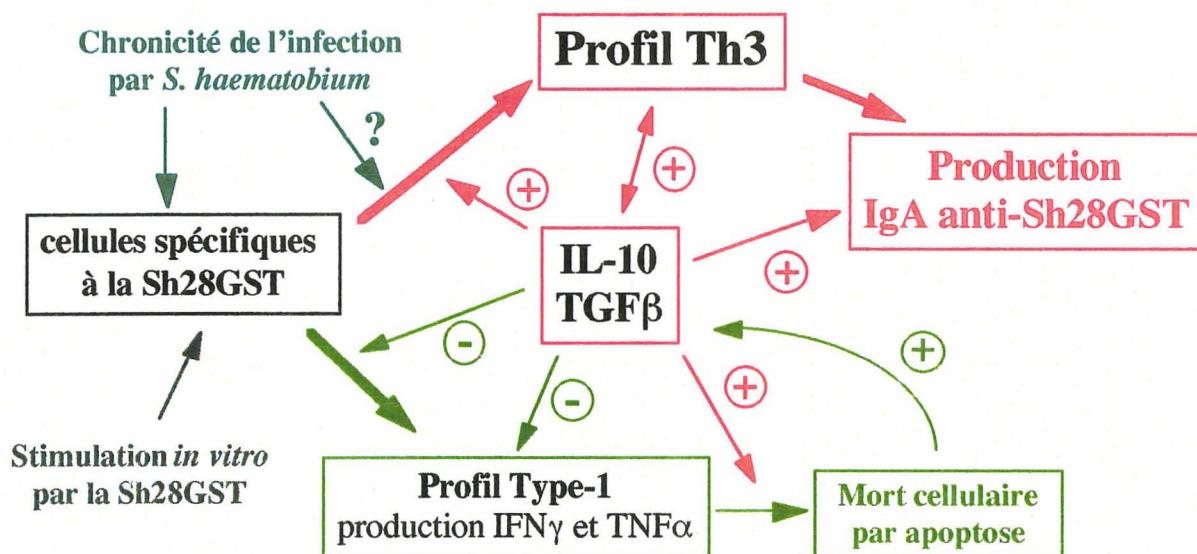 Chronicité de l'infection
par S. haematobium
?
Profil Th3
+
+
Production
IgA anti-Sh28GST
cellules spécifiques
à la Sh28GST
IL-10
TGFβ
+
-
-
+
+
Stimulation in vitro
par la Sh28GST
Profil Type-1
production IFNγ et TNFα
Mort cellulaire
par apoptose